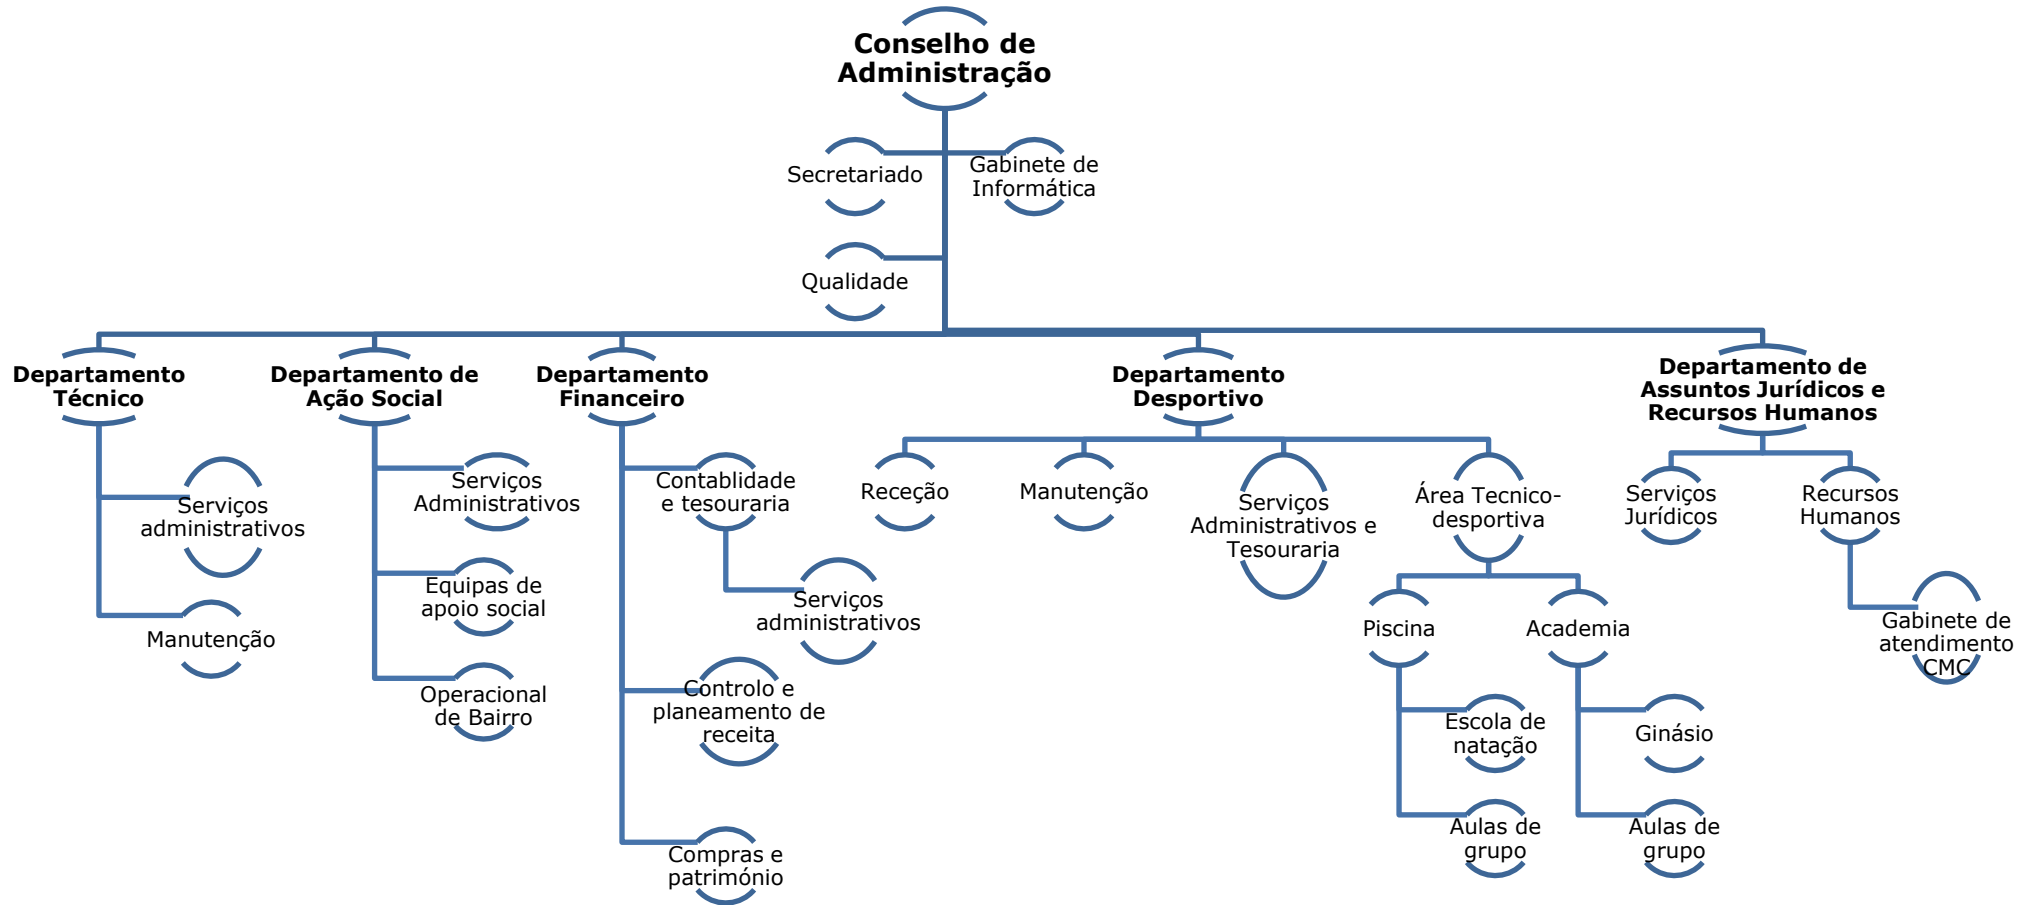 Conselho de
Administração
Secretariado
Gabinete de
Informática
Qualidade
Departamento
Técnico
Departamento de
Ação Social
Departamento
Financeiro
Departamento
Desportivo
Departamento de
Assuntos Jurídicos e
Recursos Humanos
Serviços
administrativos
Manutenção
Serviços
Administrativos
Equipas de
apoio social
Operacional
de Bairro
Contablidade
e tesouraria
Serviços
administrativos
Controlo e
planeamento de
receita
Compras e
património
Receção
Manutenção
Serviços
Administrativos e
Tesouraria
Área Tecnico-
desportiva
Piscina
Escola de
natação
Aulas de
grupo
Academia
Ginásio
Aulas de
grupo
Serviços
Jurídicos
Recursos
Humanos
Gabinete de
atendimento
CMC